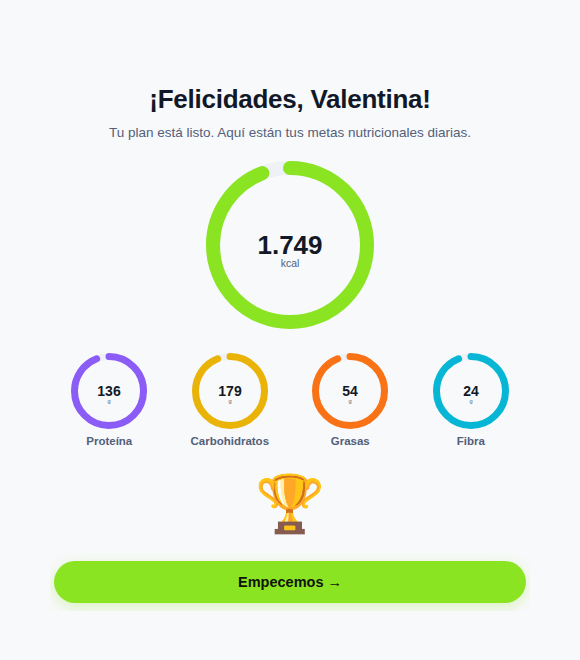 ¡Felicidades, Valentina!
Tu plan está listo. Aquí están tus metas nutricionales diarias.
1.749
kcal
136
g
Proteína
179
g
Carbohidratos
54
g
Grasas
24
g
Fibra
Empecemos →